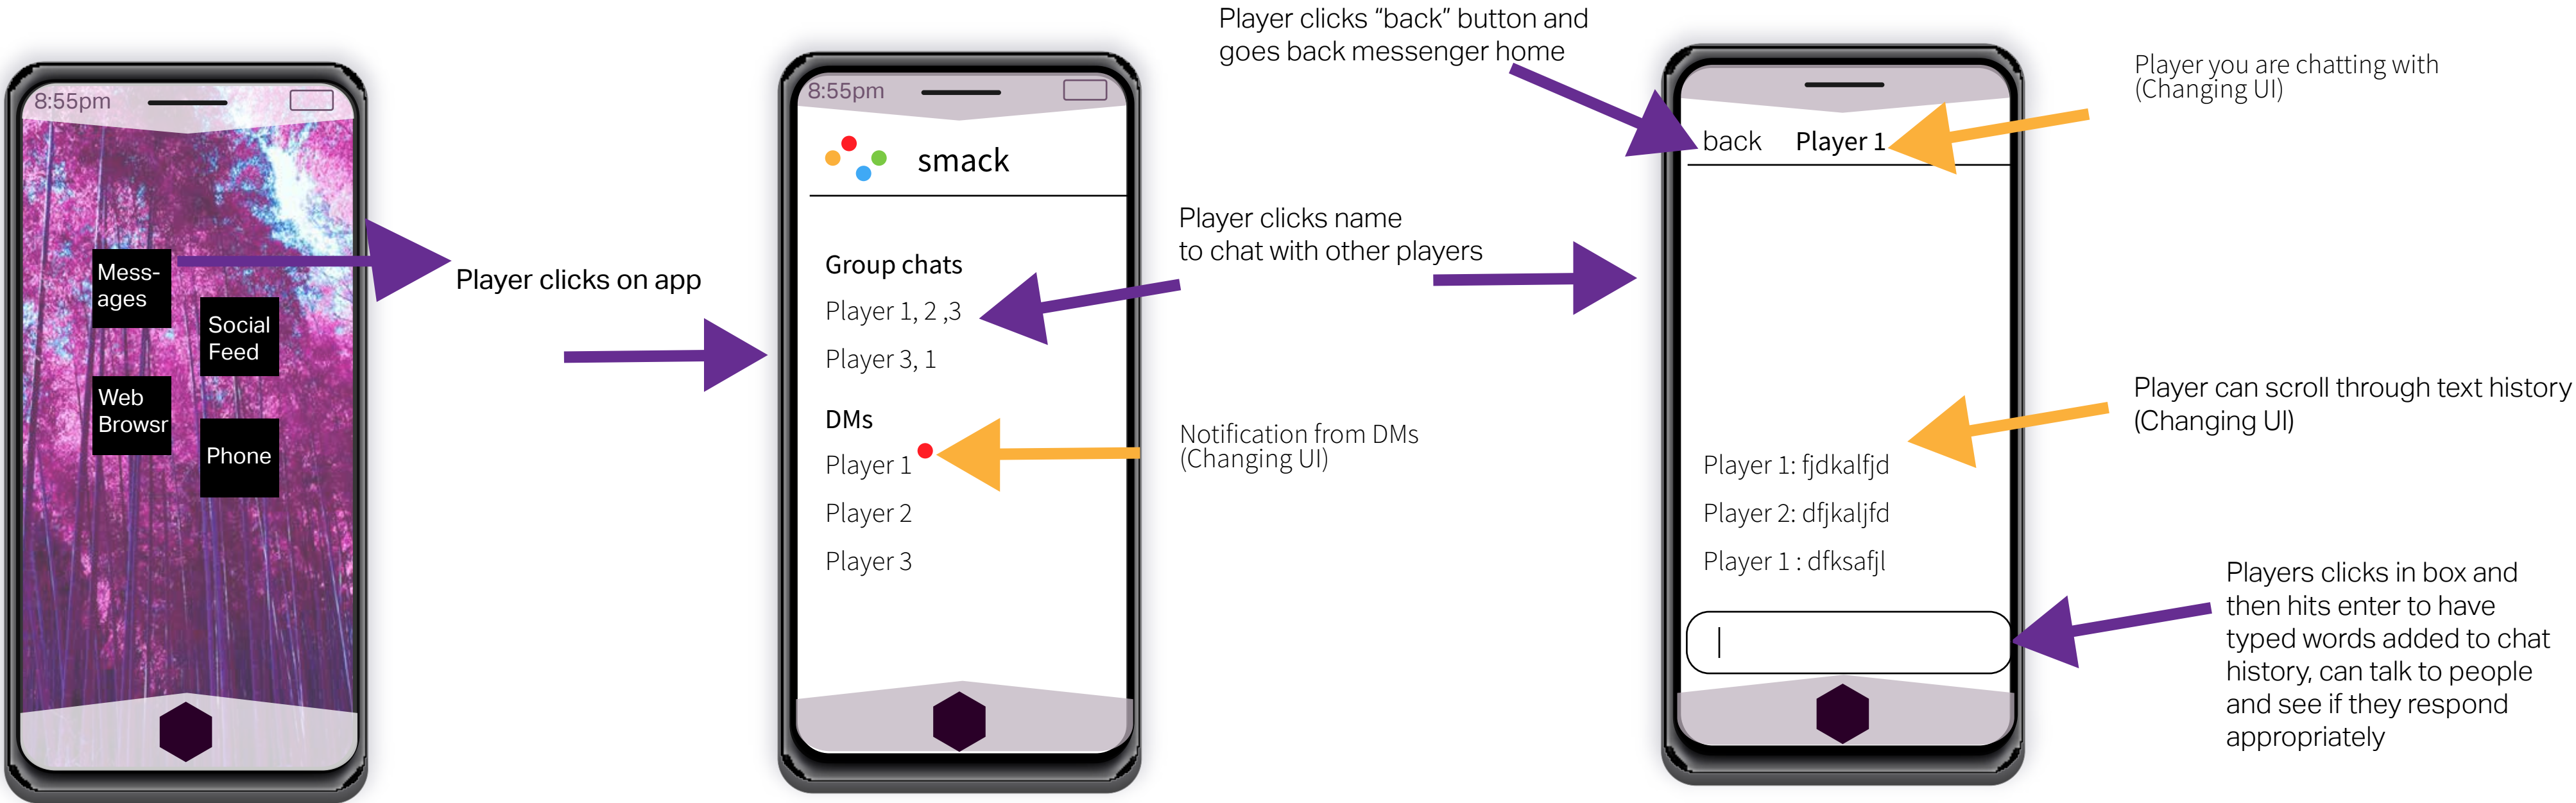 8:55pm
Mess-
ages
Social
Feed
Web
Browsr
Phone
Player clicks on app
8:55pm
smack
Group chats
Player 1, 2 ,3
Player 3, 1
DMs
Player 1
Player 2
Player 3
Player clicks “back” button and
goes back messenger home
Player clicks name
to chat with other players
Notification from DMs
(Changing UI)
back Player 1
Player 1: fjdkalfjd
Player 2: dfjkaljfd
Player 1 : dfksafjl
Player you are chatting with
(Changing UI)
Player can scroll through text history
(Changing UI)
Players clicks in box and
then hits enter to have
typed words added to chat
history, can talk to people
and see if they respond
appropriately